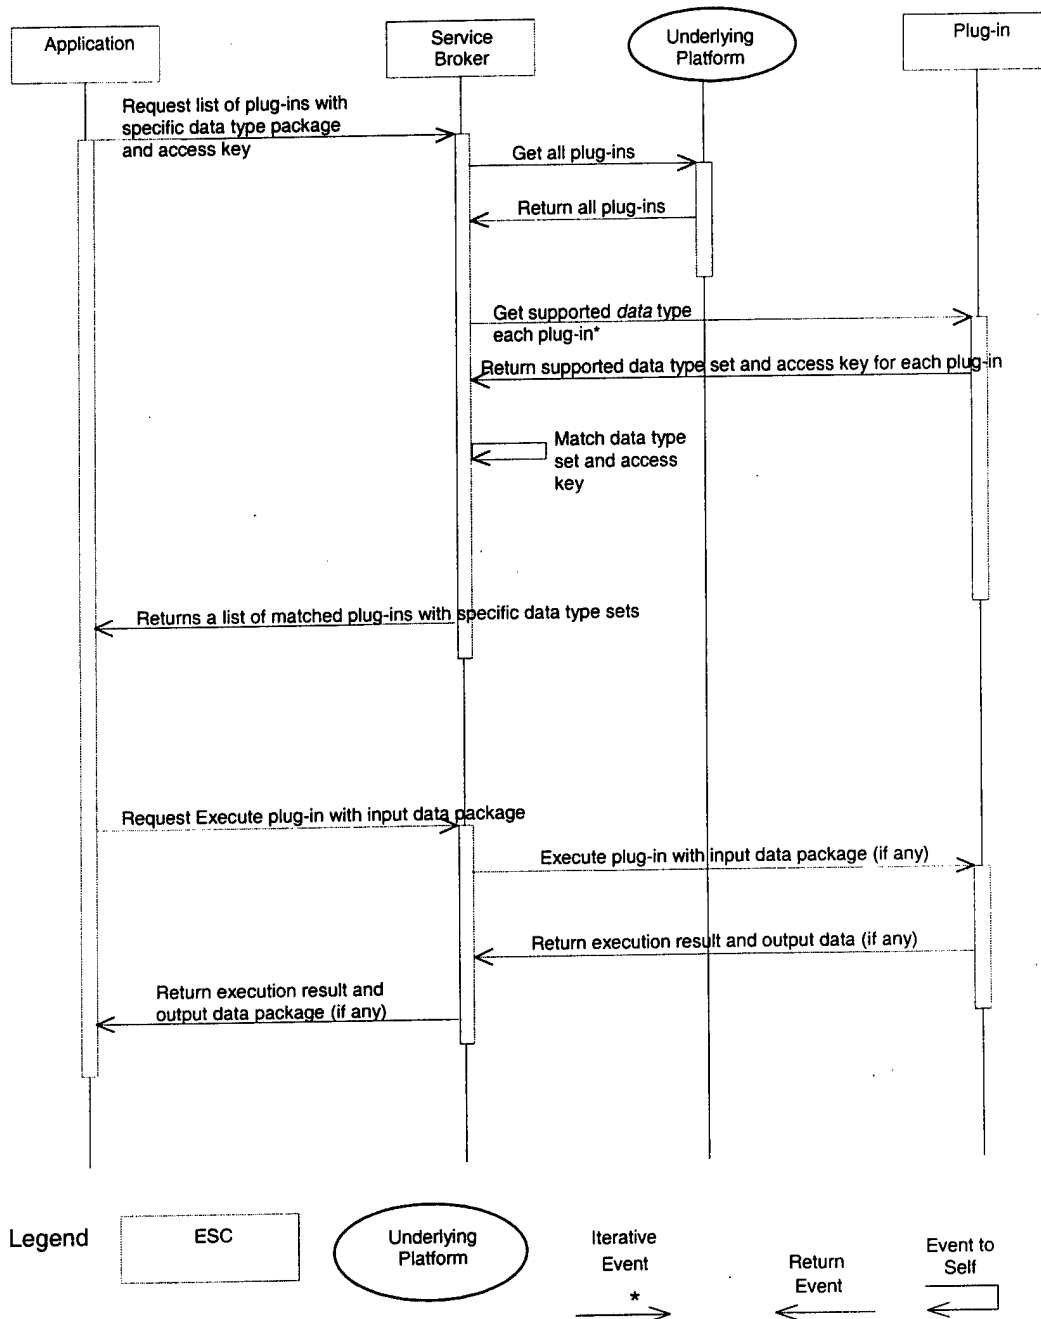 Application
Service
Broker
Underlying
Platform
Plug-in
Request list of plug-ins with
specific data type package
and access key
Get all plug-ins
Return all plug-ins
Get supported data type
each plug-in*
Return supported data type set and access key for each plug-in
Match data type
set and access
key
Returns a list of matched plug-ins with specific data type sets
Request Execute plug-in with input data package
Execute plug-in with input data package (if any)
Return execution result and output data (if any)
Return execution result and
output data package (if any)
Legend
ESC
Underlying
Platform
Iterative
Event
*
Return
Event
Event to
Self